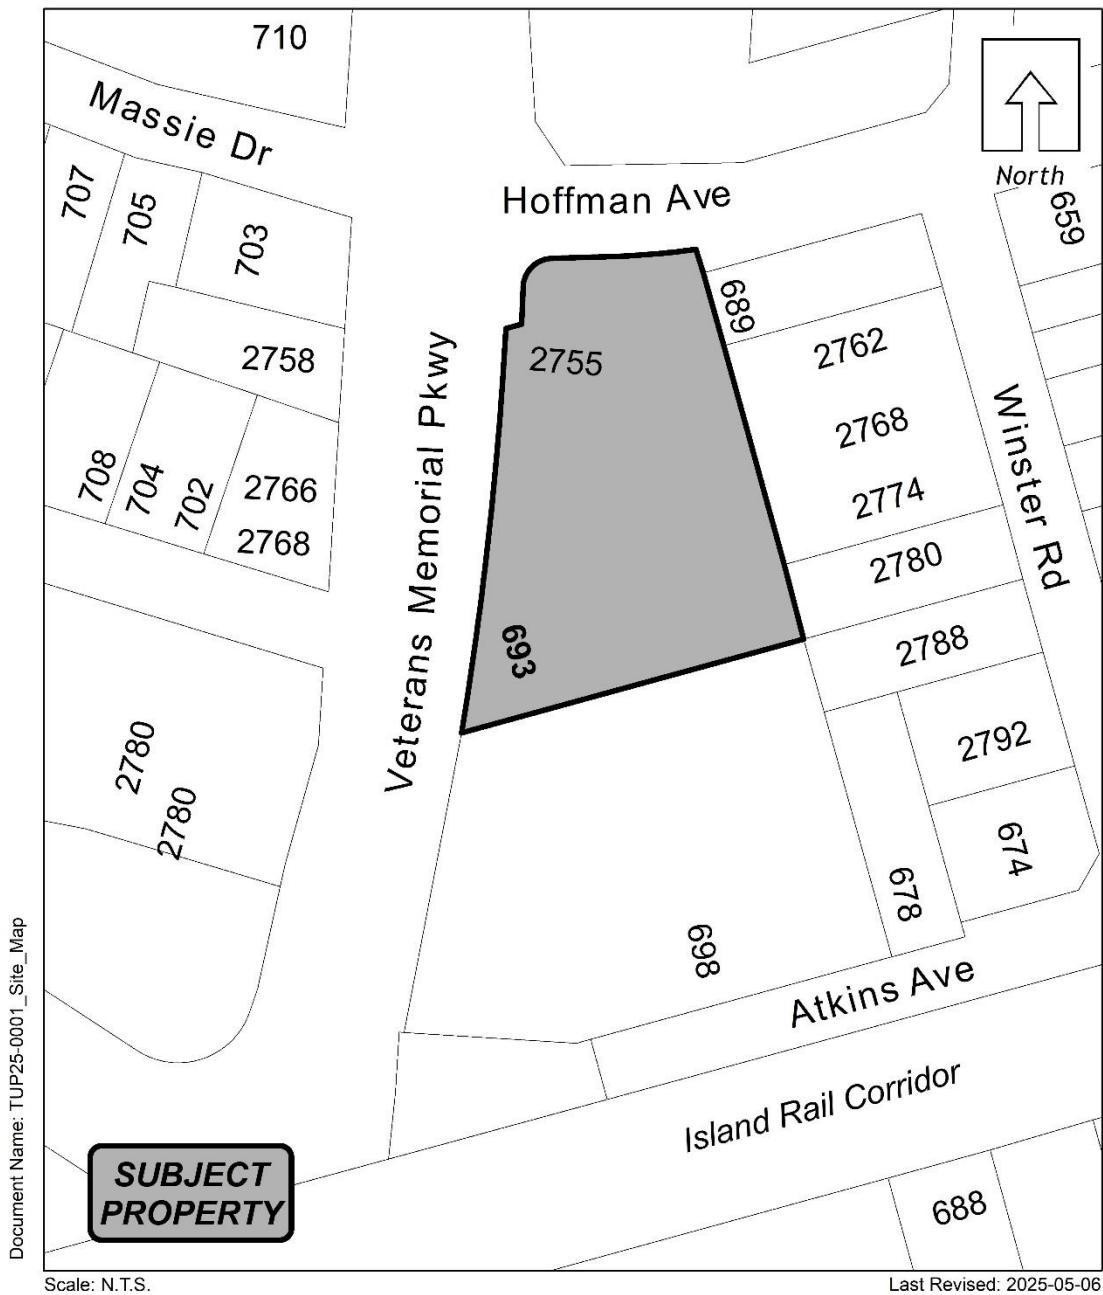 710
Massie Dr
North
Hoffman Ave
707
705
703
659
689
2758
2755
2762
Veterans Memorial Pkwy
2768
Winster Rd
708
704
702
2766
2768
2774
2780
693
2788
2780
2780
2792
674
678
698
Atkins Ave
Island Rail Corridor
SUBJECT
PROPERTY
688
Document Name: TUP25-0001_Site_Map
Scale: N.T.S.
Last Revised: 2025-05-06